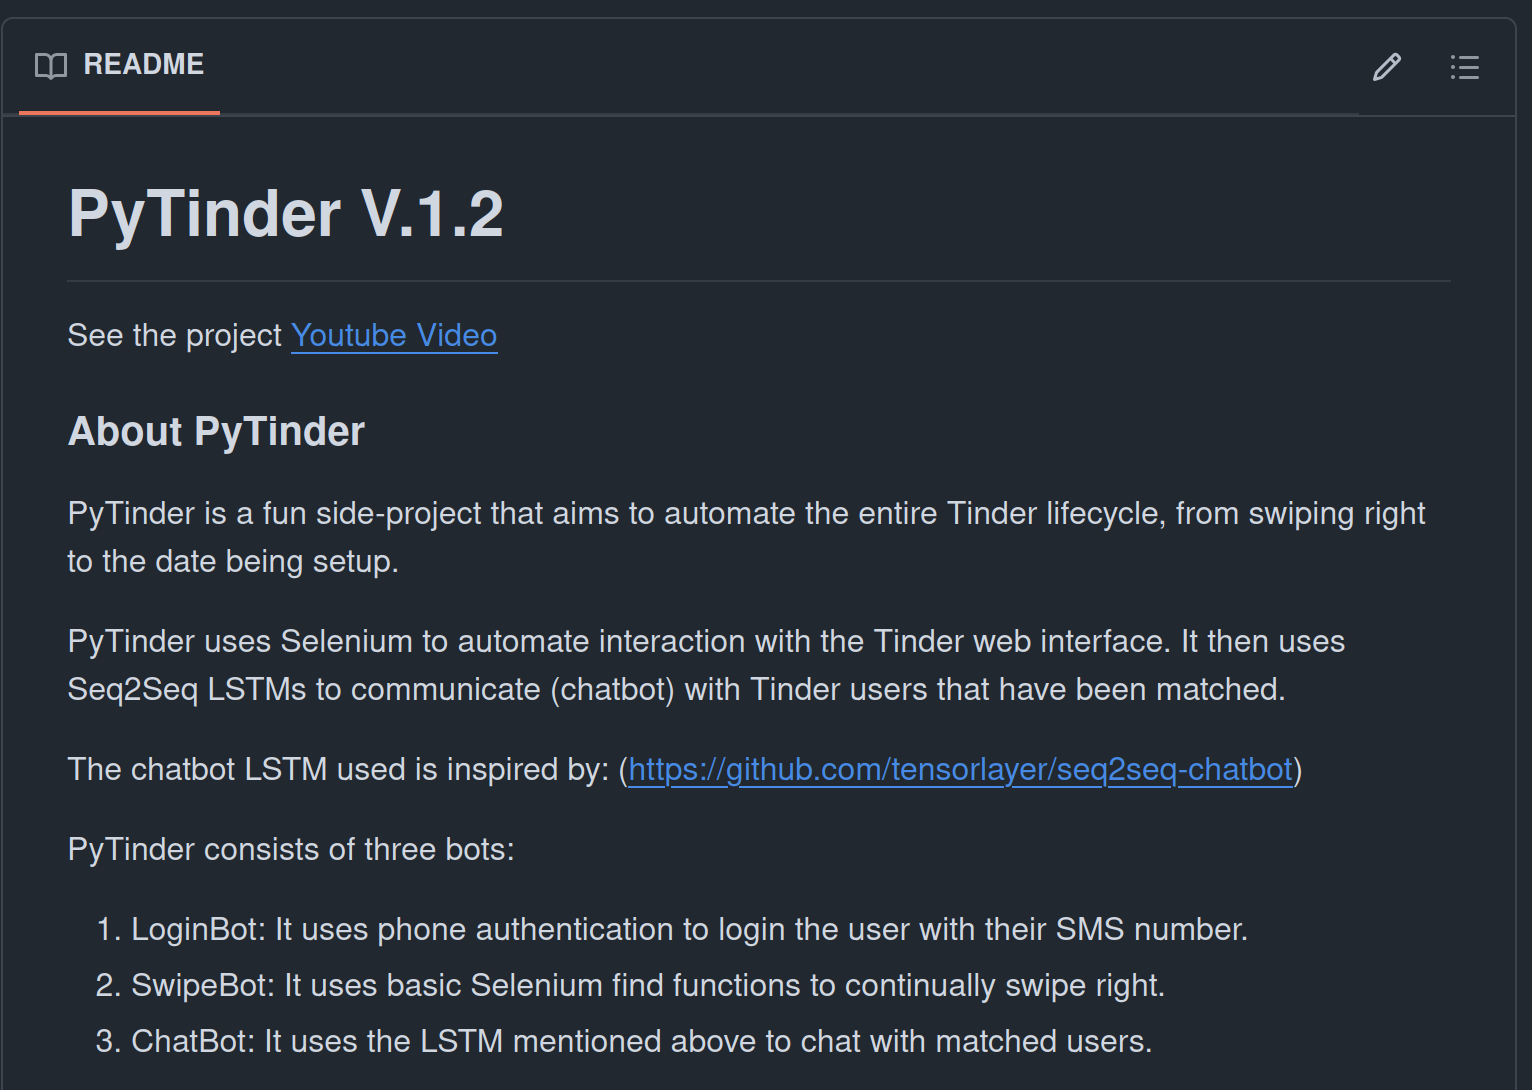 README
PyTinder V.1.2
See the project Youtube Video
About PyTinder
PyTinder is a fun side-project that aims to automate the entire Tinder lifecycle, from swiping right
to the date being setup.
PyTinder uses Selenium to automate interaction with the Tinder web interface. It then uses
Seq2Seq LSTMs to communicate (chatbot) with Tinder users that have been matched.
The chatbot LSTM used is inspired by: (https://github.com/tensorlayer/seq2seq-chatbot)
PyTinder consists of three bots:
1. LoginBot: It uses phone authentication to login the user with their SMS number.
2. SwipeBot: It uses basic Selenium find functions to continually swipe right.
3. ChatBot: It uses the LSTM mentioned above to chat with matched users.